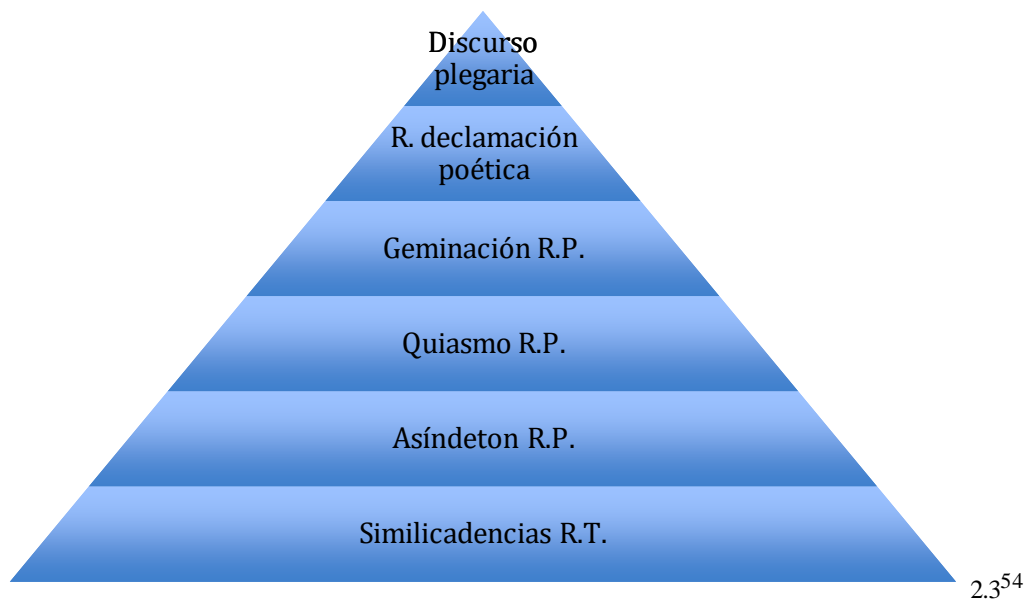 Discurso
plegaria
R. declamación
poética
Geminación R.P.
Quiasmo R.P.
Asíndeton R.P.
Similicadencias R.T.
2.3⁵⁴